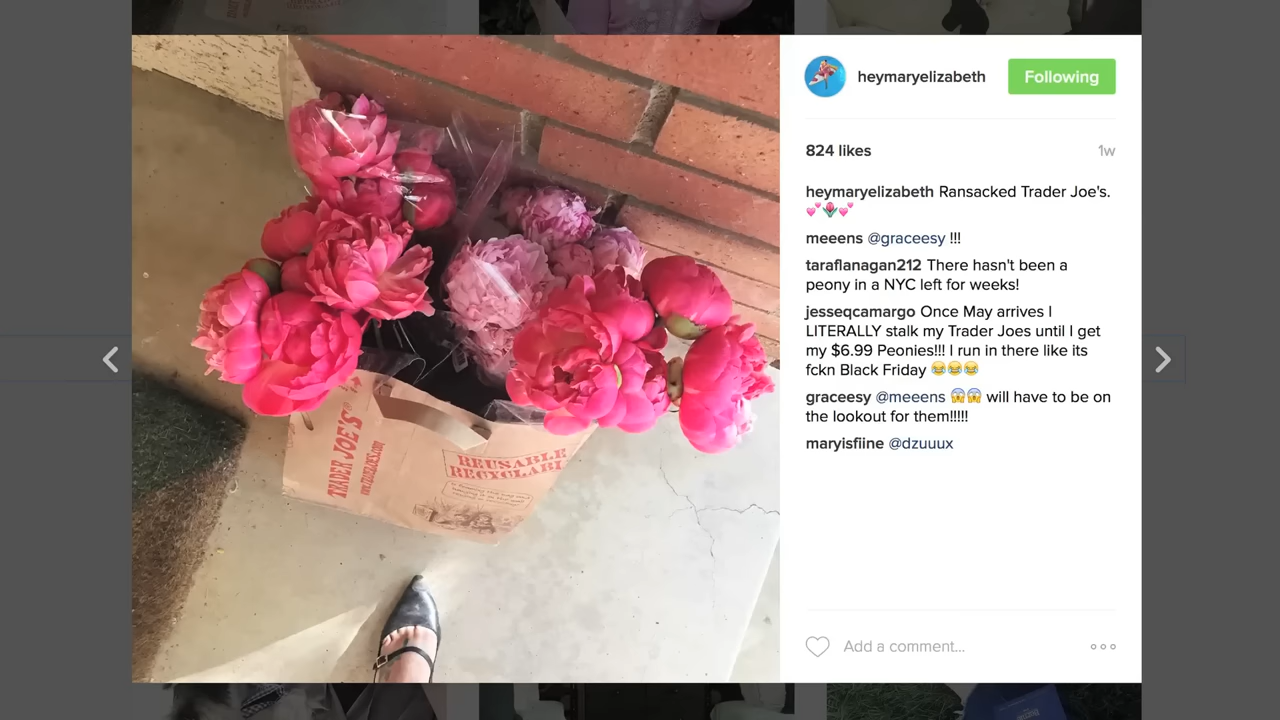 heymaryelizabeth
Following
824 likes
1w
heymaryelizabeth Ransacked Trader Joe's.
💕🌷💕
meeens @graceesy !!!
taraflanagan212 There hasn't been a
peony in a NYC left for weeks!
jesseqcamargo Once May arrives I
LITERALLY stalk my Trader Joes until I get
my $6.99 Peonies!!! I run in there like its
fckn Black Friday 😂😂😂
graceesy @meeens 😱😱 will have to be on
the lookout for them!!!!!
maryisfiine @dzuuux
Add a comment...
TRADER JOE'S®
REUSABLE
RECYCLABL